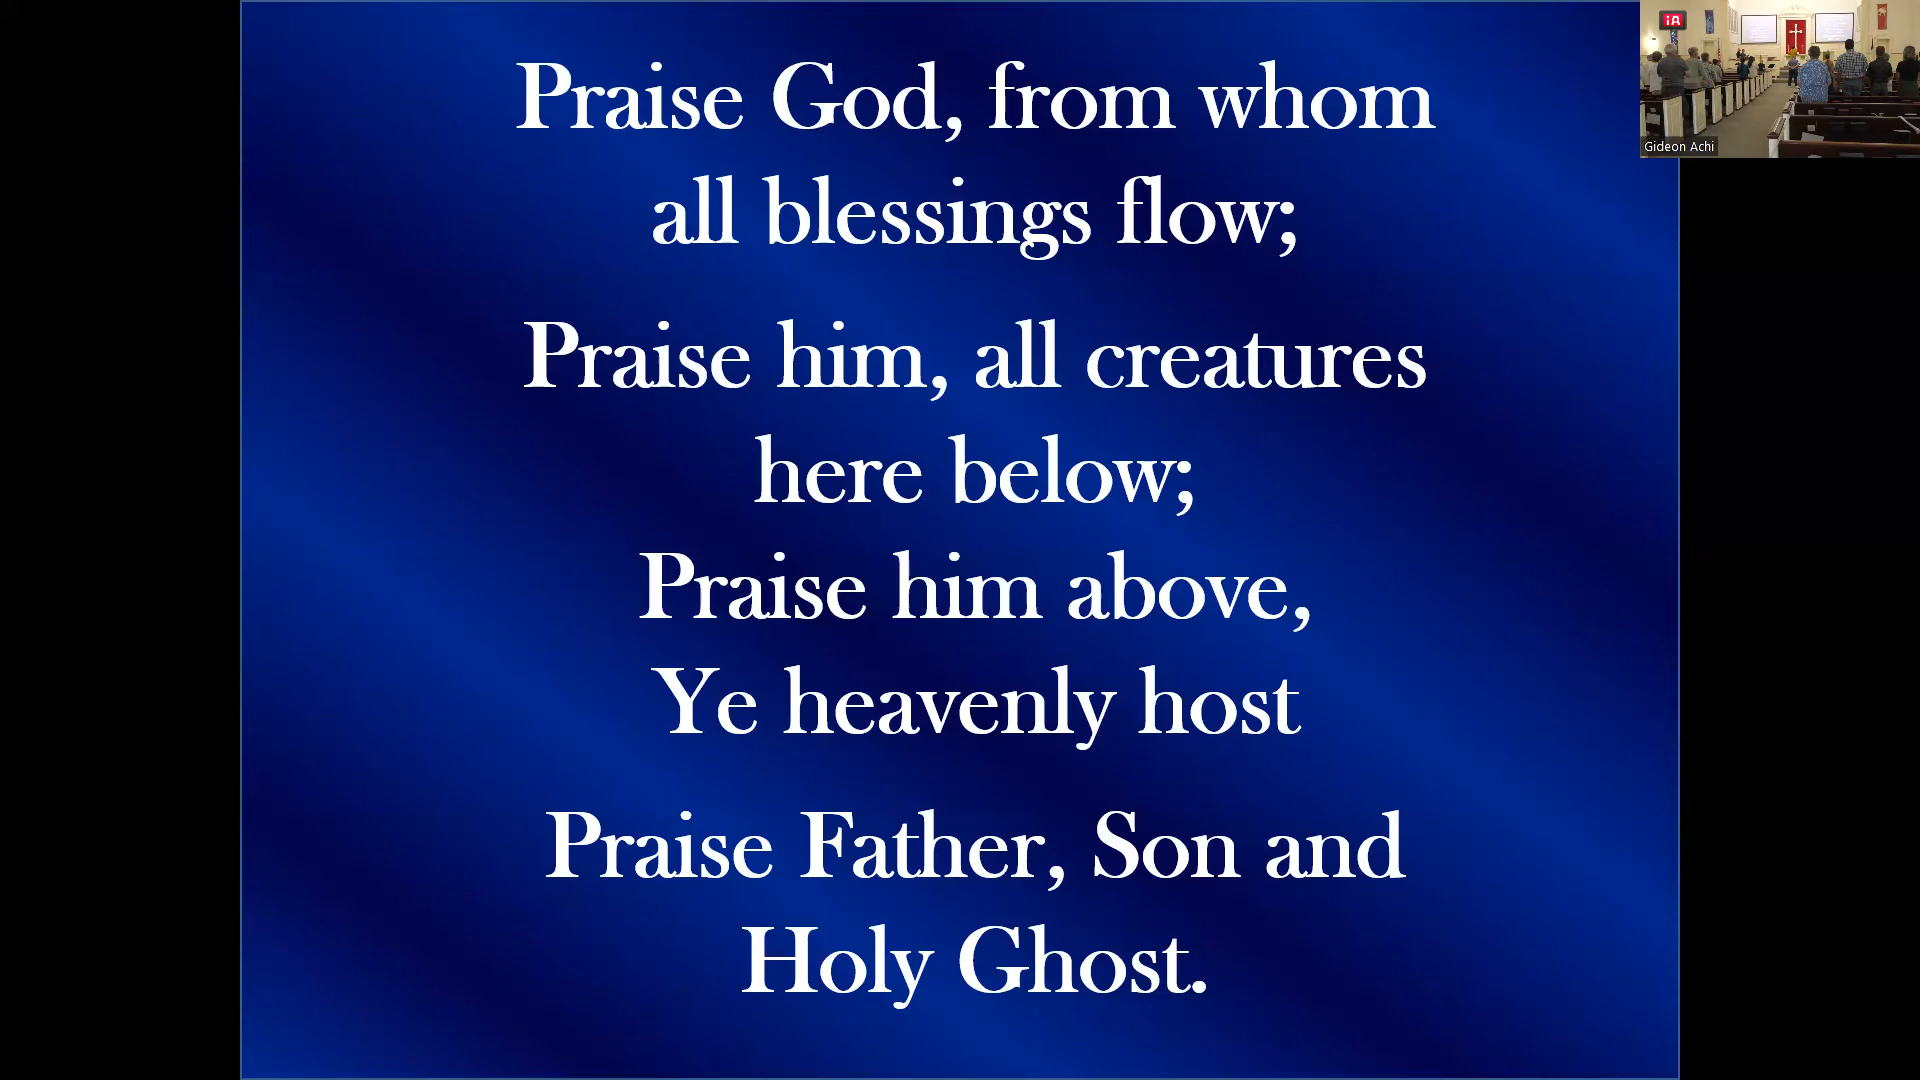 Praise God, from whom
all blessings flow;
Praise him, all creatures
here below;
Praise him above,
Ye heavenly host
Praise Father, Son and
Holy Ghost.
iA
Gideon Achi